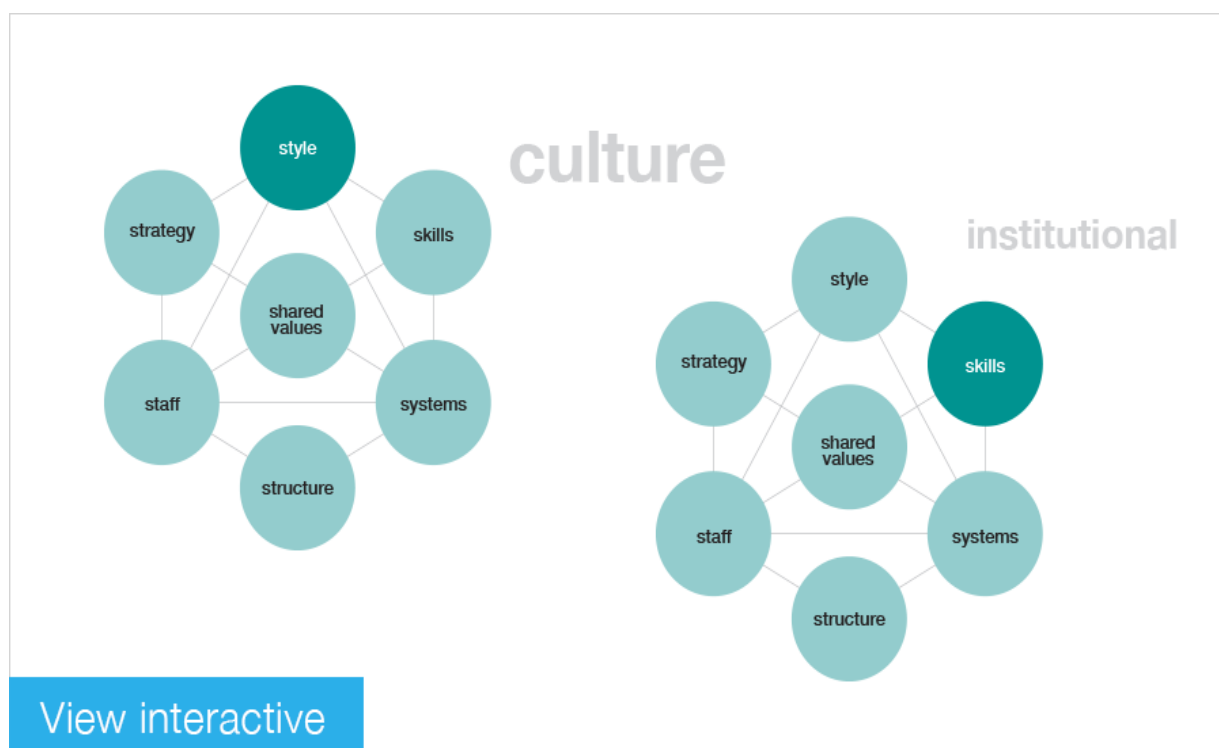 style
culture
strategy
skills
shared
values
staff
systems
structure
institutional
style
strategy
skills
shared
values
staff
systems
structure
View interactive